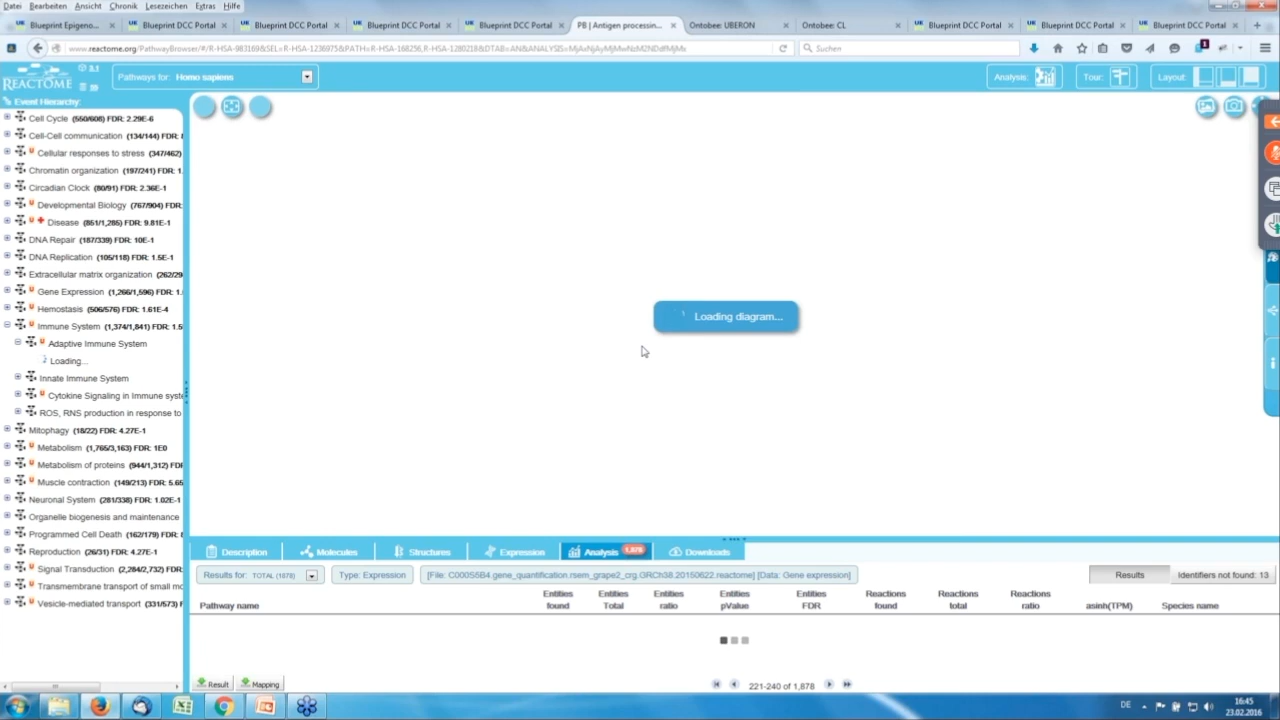 Datei Bearbeiten Ansicht Chronik Lesezeichen Extras Hilfe
Blueprint Epigeno... Blueprint DCC Portal Blueprint DCC Portal Blueprint DCC Portal Blueprint DCC Portal PB | Antigen processin... Ontobee: UBERON Ontobee: CL Blueprint DCC Portal Blueprint DCC Portal Blueprint DCC Portal
Suchen
REACTOME 3.1
Pathways for: Homo sapiens
Analysis: Tour: Layout:
Event Hierarchy:
Cell Cycle (550/608) FDR: 2.29E-6
Cell-Cell communication (134/144) FDR:
Cellular responses to stress (347/462)
Chromatin organization (197/241) FDR: 1.
Circadian Clock (80/91) FDR: 2.36E-1
Developmental Biology (767/904) FDR:
Disease (851/1,285) FDR: 9.81E-1
DNA Repair (187/339) FDR: 10E-1
DNA Replication (105/118) FDR: 1.5E-1
Extracellular matrix organization (262/29
Gene Expression (1,266/1,596) FDR: 1.
Hemostasis (506/576) FDR: 1.61E-4
Immune System (1,374/1,841) FDR: 1.5
Adaptive Immune System
Loading...
Innate Immune System
Cytokine Signaling in Immune syst
ROS, RNS production in response to
Mitophagy (18/22) FDR: 4.27E-1
Metabolism (1,765/3,163) FDR: 1E0
Metabolism of proteins (944/1,312) FDR
Muscle contraction (149/213) FDR: 5.65
Neuronal System (281/338) FDR: 1.02E-1
Organelle biogenesis and maintenance
Programmed Cell Death (162/179) FDR:
Reproduction (26/31) FDR: 4.27E-1
Signal Transduction (2,284/2,732) FDR:
Transmembrane transport of small mo
Vesicle-mediated transport (331/573) F
Loading diagram...
Description Molecules Structures Expression Analysis 1,878 Downloads
Results for: TOTAL (1878) Type: Expression [File: C000S5B4.gene_quantification.rsem_grape2_crg.GRCh38.20150622.reactome] [Data: Gene expression] Results Identifiers not found: 13
Pathway name Entities found Entities Total Entities ratio Entities pValue Entities FDR Reactions found Reactions total Reactions ratio asinh(TPM) Species name
Result Mapping 221-240 of 1,878
DE 16:45
23.02.2016